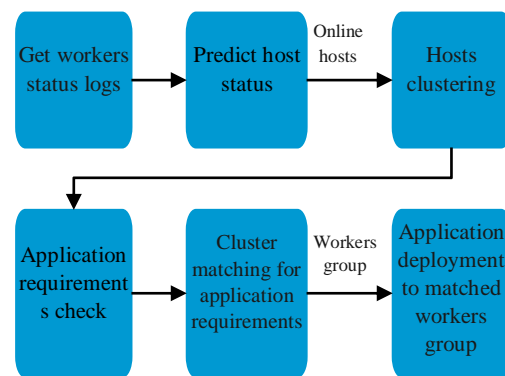 Get workers
status logs
Predict host
status
Online
hosts
Hosts
clustering
Application
requirement
s check
Cluster
matching for
application
requirements
Workers
group
Application
deployment
to matched
workers
group